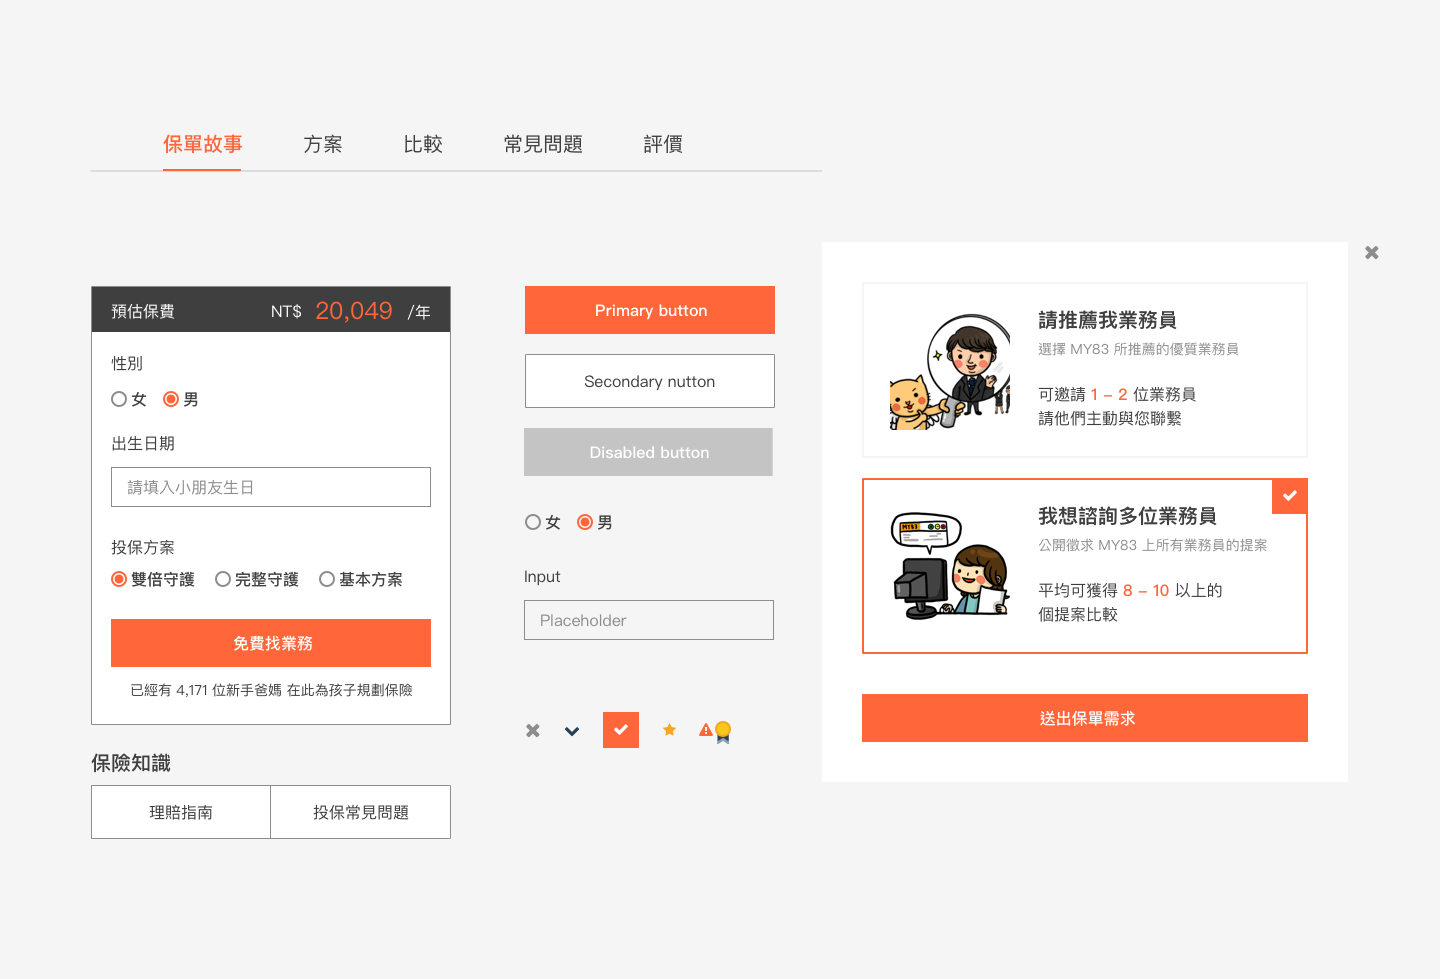 保單故事 方案 比較 常見問題 評價
預估保費 NT$ 20,049 /年
性別
女 男
出生日期
請填入小朋友生日
投保方案
雙倍守護 完整守護 基本方案
免費找業務
已經有 4,171 位新手爸媽 在此為孩子規劃保險
保險知識
理賠指南 投保常見問題
Primary button
Secondary nutton
Disabled button
女 男
Input
Placeholder
請推薦我業務員
選擇 MY83 所推薦的優質業務員
可邀請 1 – 2 位業務員
請他們主動與您聯繫
MY83
我想諮詢多位業務員
公開徵求 MY83 上所有業務員的提案
平均可獲得 8 – 10 以上的
個提案比較
送出保單需求